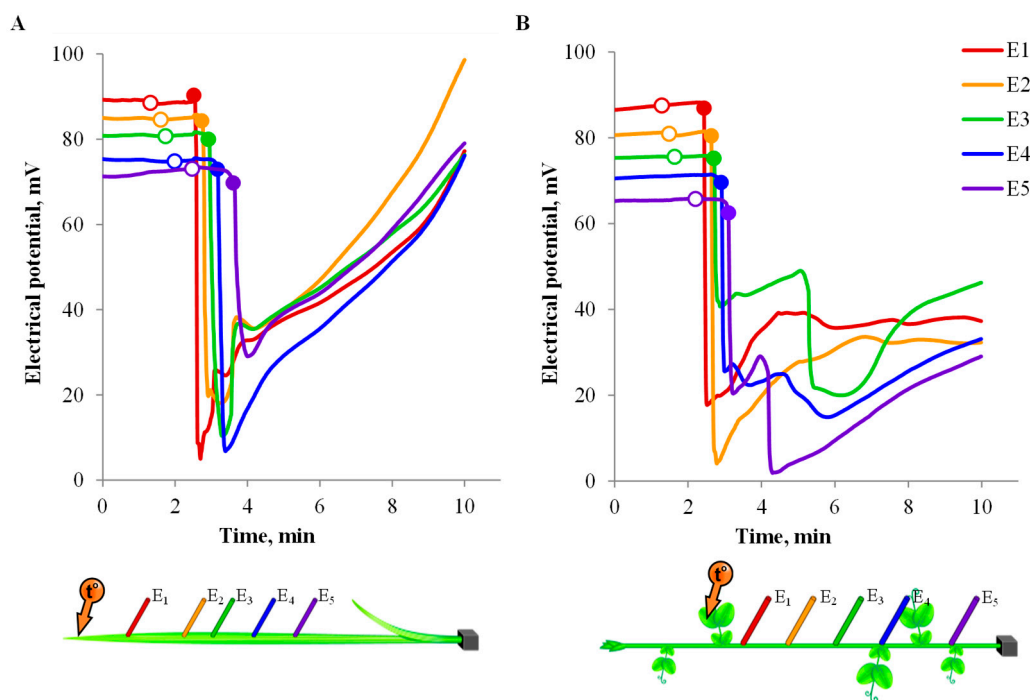 A
B
100
80
60
40
20
0
Electrical potential, mV
0 2 4 6 8 10
Time, min
100
80
60
40
20
0
Electrical potential, mV
0 2 4 6 8 10
Time, min
E1
E2
E3
E4
E5
t°
E₁ E₂ E₃ E₄ E₅
t°
E₁ E₂ E₃ E₄ E₅